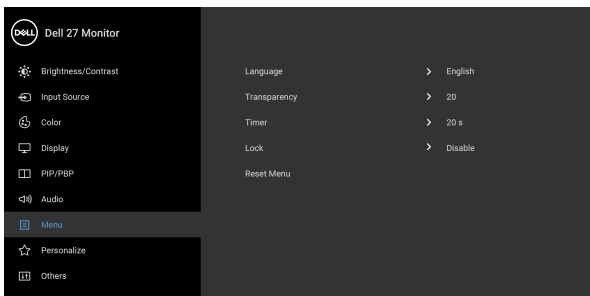 DELL Dell 27 Monitor
Brightness/Contrast
Input Source
Color
Display
PIP/PBP
Audio
Menu
Personalize
Others
Language > English
Transparency > 20
Timer > 20 s
Lock > Disable
Reset Menu